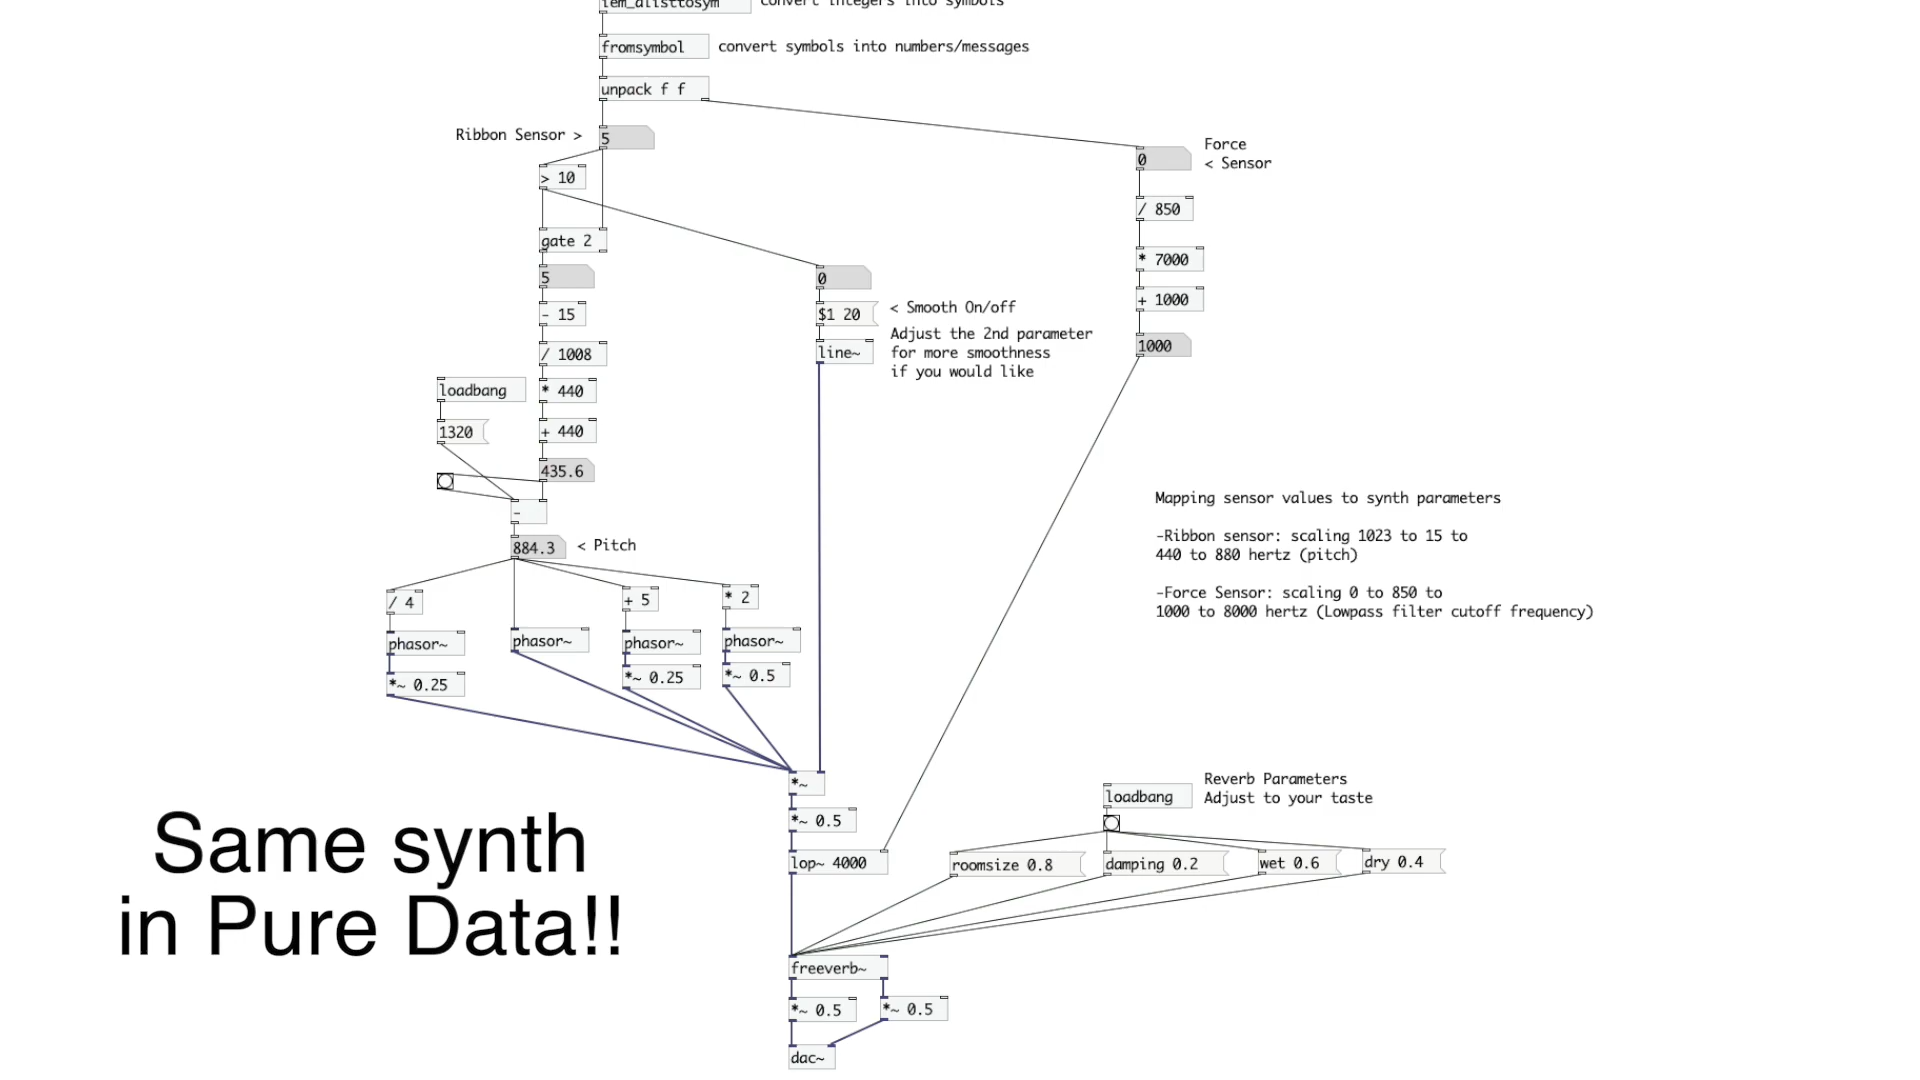 iem_alisttosym convert integers into symbols
fromsymbol convert symbols into numbers/messages
unpack f f
Ribbon Sensor > 5
> 10
gate 2
5
- 15
/ 1008
* 440
+ 440
435.6
loadbang
1320
-
884.3 < Pitch
0
$1 20
line~
< Smooth On/off
Adjust the 2nd parameter
for more smoothness
if you would like
0
Force
< Sensor
/ 850
* 7000
+ 1000
1000
Mapping sensor values to synth parameters
-Ribbon sensor: scaling 1023 to 15 to
440 to 880 hertz (pitch)
-Force Sensor: scaling 0 to 850 to
1000 to 8000 hertz (Lowpass filter cutoff frequency)
/ 4
+ 5
* 2
phasor~
phasor~
phasor~
phasor~
*~ 0.25
*~ 0.25
*~ 0.5
*~
*~ 0.5
lop~ 4000
loadbang
Reverb Parameters
Adjust to your taste
roomsize 0.8
damping 0.2
wet 0.6
dry 0.4
freeverb~
*~ 0.5
*~ 0.5
dac~
Same synth
in Pure Data!!